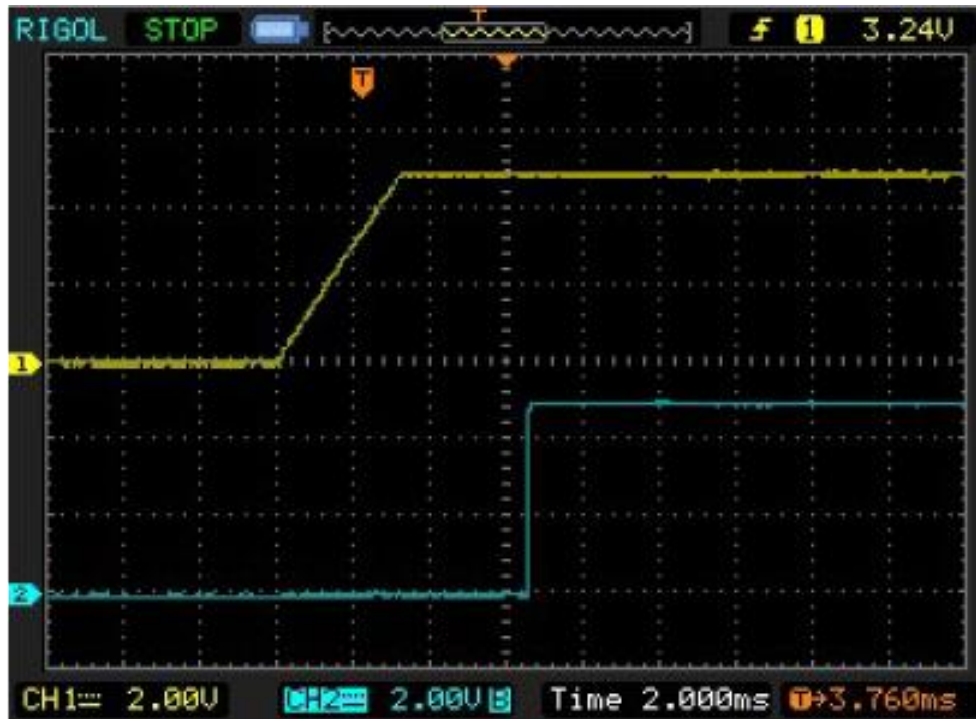 RIGOL STOP T 1 3.24V
T
1
2
CH1 2.00V CH2 2.00V B Time 2.000ms T→3.760ms